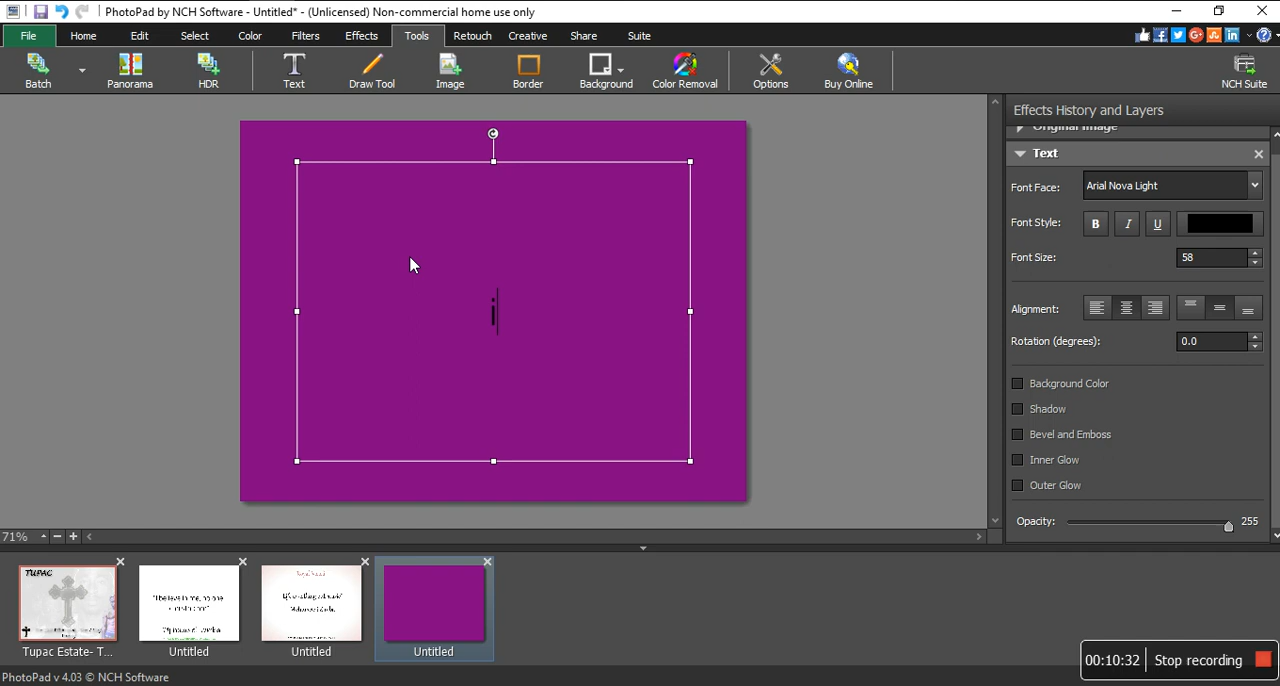 PhotoPad by NCH Software - Untitled* - (Unlicensed) Non-commercial home use only
File Home Edit Select Color Filters Effects Tools Retouch Creative Share Suite
Batch Panorama HDR Text Draw Tool Image Border Background Color Removal Options Buy Online NCH Suite
Effects History and Layers
Original Image
Text
Font Face: Arial Nova Light
Font Style: B I U
Font Size: 58
Alignment:
Rotation (degrees): 0.0
Background Color
Shadow
Bevel and Emboss
Inner Glow
Outer Glow
Opacity: 255
i
71%
TUPAC
Tupac Estate- T... Untitled Untitled Untitled
00:10:32 Stop recording
PhotoPad v 4.03 © NCH Software